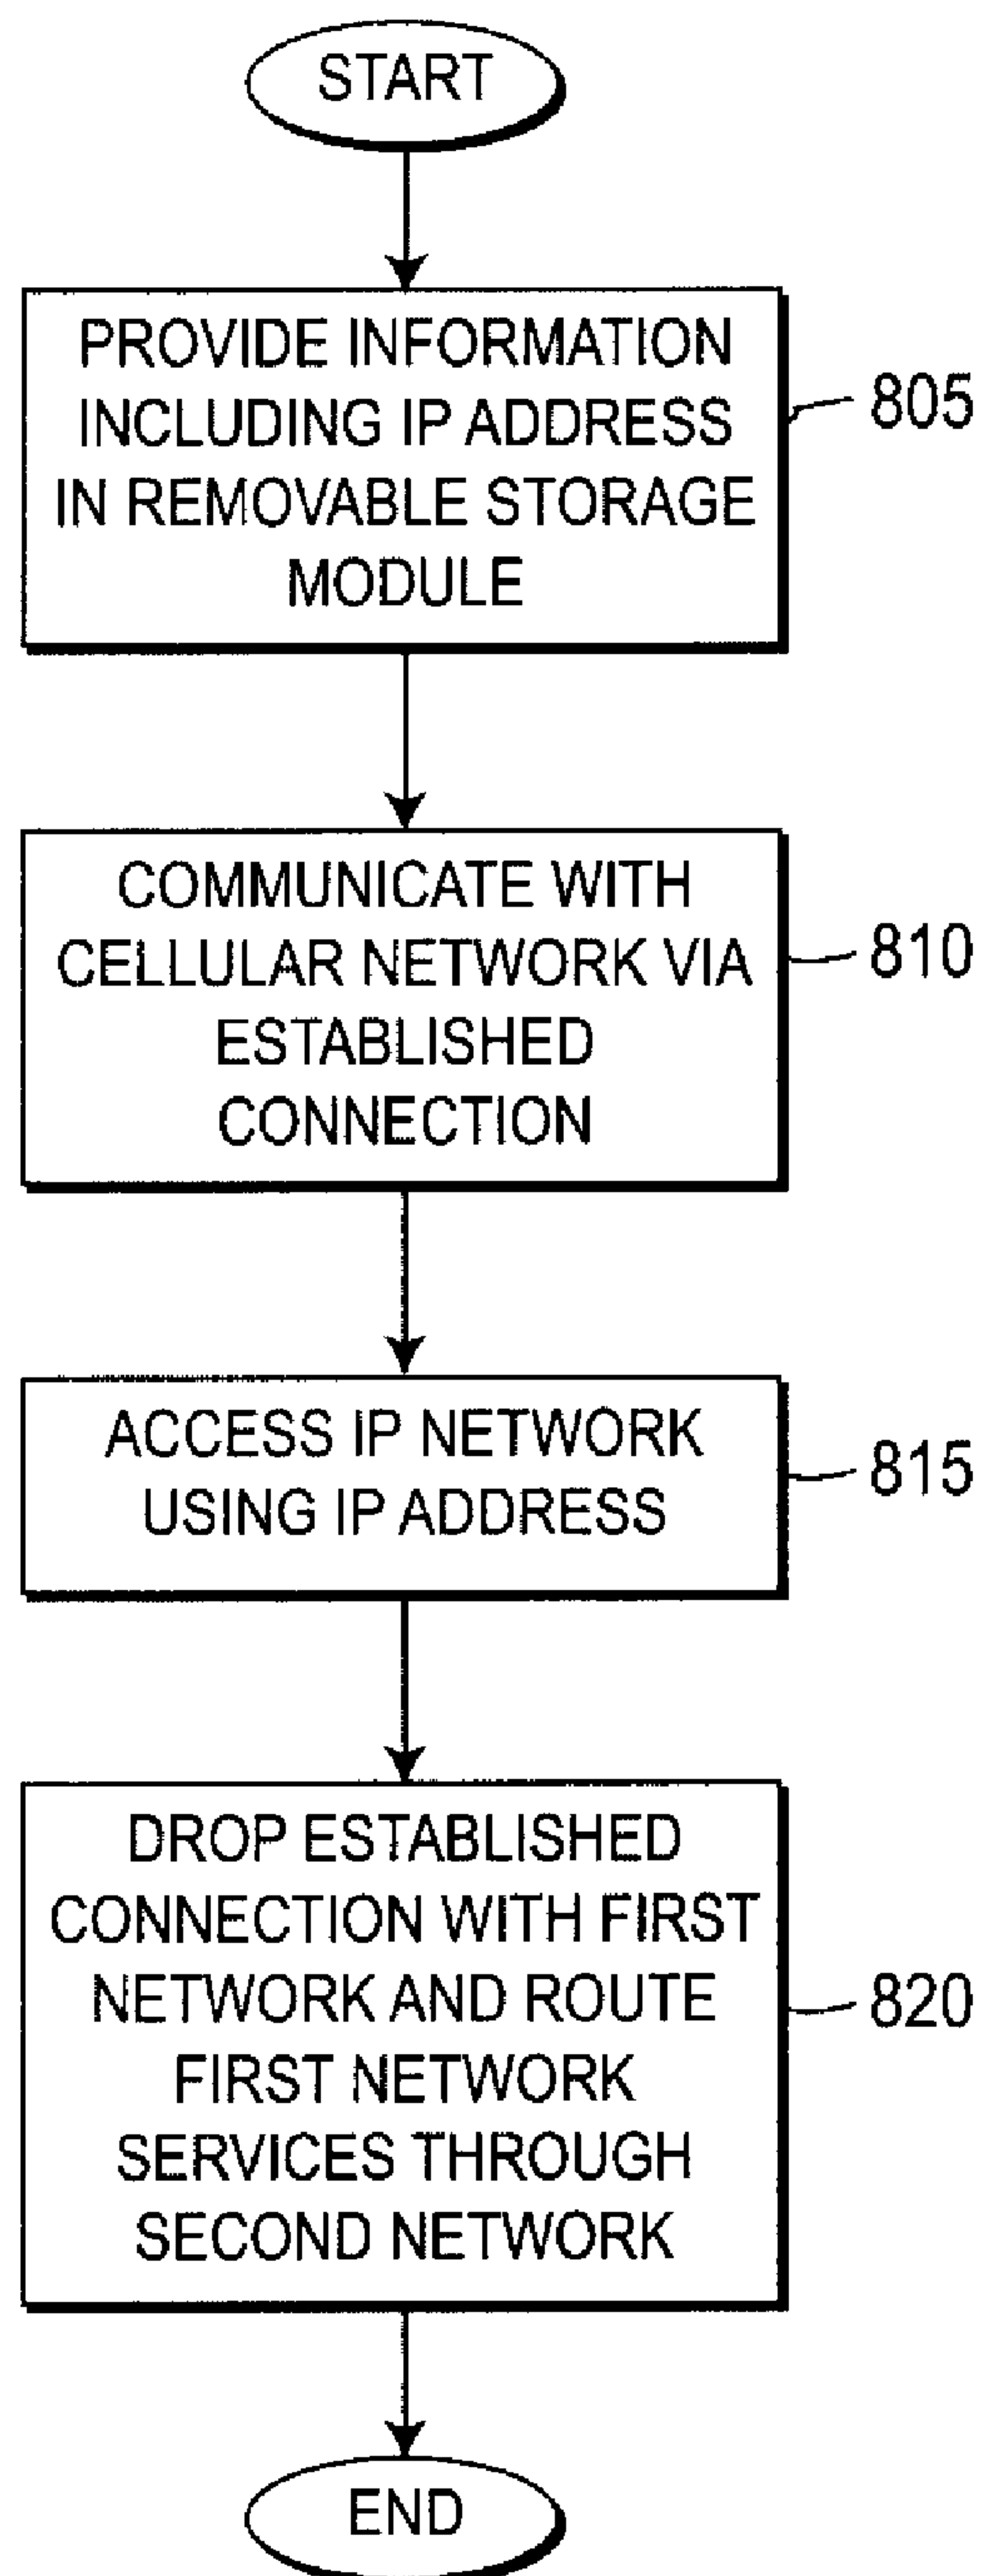 START
PROVIDE INFORMATION
INCLUDING IP ADDRESS
IN REMOVABLE STORAGE
MODULE
805
COMMUNICATE WITH
CELLULAR NETWORK VIA
ESTABLISHED
CONNECTION
810
ACCESS IP NETWORK
USING IP ADDRESS
815
DROP ESTABLISHED
CONNECTION WITH FIRST
NETWORK AND ROUTE
FIRST NETWORK
SERVICES THROUGH
SECOND NETWORK
820
END